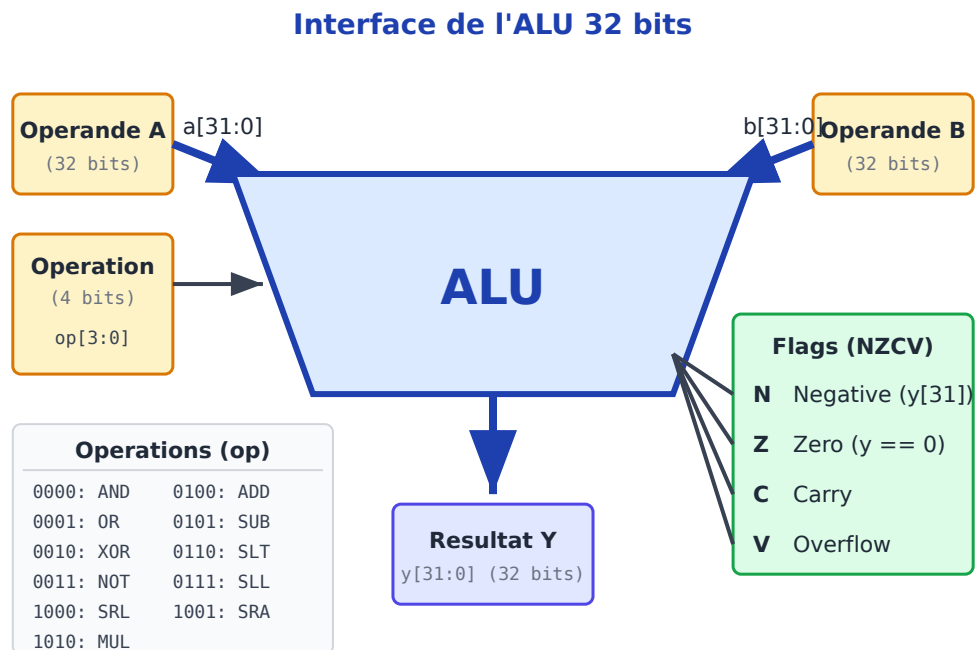 Interface de l'ALU 32 bits
Operande A
(32 bits)
a[31:0]
b[31:0]
Operande B
(32 bits)
Operation
(4 bits)
op[3:0]
ALU
Flags (NZCV)
N Negative (y[31])
Z Zero (y == 0)
C Carry
V Overflow
Operations (op)
0000: AND 0100: ADD
0001: OR 0101: SUB
0010: XOR 0110: SLT
0011: NOT 0111: SLL
1000: SRL 1001: SRA
1010: MUL
Resultat Y
y[31:0] (32 bits)